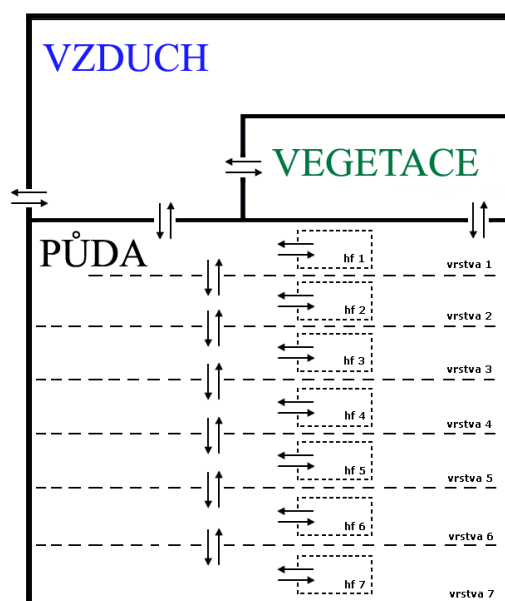 VZDUCH
VEGETACE
PŮDA
hf 1
vrstva 1
hf 2
vrstva 2
hf 3
vrstva 3
hf 4
vrstva 4
hf 5
vrstva 5
hf 6
vrstva 6
hf 7
vrstva 7